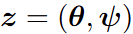 z = (θ, ψ)